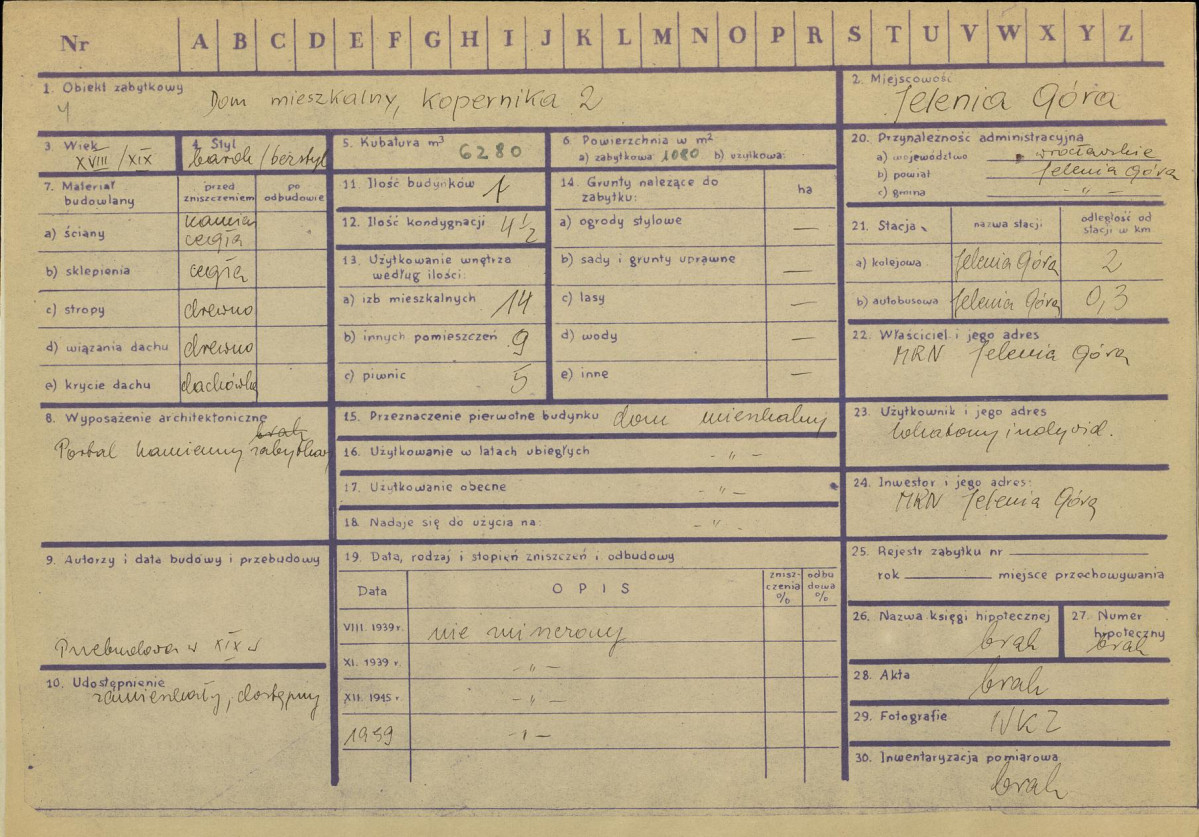 Nr A B C D E F G H I J K L M N O P R S T U V W X Y Z
1. Obiekt zabytkowy
4 Dom mieszkalny, kopernika 2
2. Miejscowość
Jelenia Góra
3. Wiek
XVIII/XIX
4. Styl
barok/bezstyl
5. Kubatura m³ 6280
6. Powierzchnia w m²
a) zabytkowa 1080 b) użytkowa:
7. Materiał budowlany
przed zniszczeniem
po odbudowie
a) ściany kamień cegła
b) sklepienia cegła
c) stropy drewno
d) wiązania dachu drewno
e) krycie dachu dachówka
8. Wyposażenie architektoniczne
brak
Portal kamienny zabytkowy
9. Autorzy i data budowy i przebudowy
Przebudowa w XIX w
10. Udostępnienie
zamieszkały, dostępny
11. Ilość budynków 1
12. Ilość kondygnacji 4 1/2
13. Użytkowanie wnętrza
według ilości:
a) izb mieszkalnych 14
b) innych pomieszczeń 9
c) piwnic 5
14. Grunty należące do
zabytku:
ha
a) ogrody stylowe —
b) sady i grunty uprawne —
c) lasy —
d) wody —
e) inne —
15. Przeznaczenie pierwotne budynku dom mieszkalny
16. Użytkowanie w latach ubiegłych - " -
17. Użytkowanie obecne - " -
18. Nadaje się do użycia na: - " -
19. Data, rodzaj i stopień zniszczeń i odbudowy
Data OPIS znisz-czenia % odbu dowa %
VIII. 1939 r. nie niszczony
XI. 1939 r. - " -
XII. 1945 r. - " -
1959 - " -
20. Przynależność administracyjna
a) województwo wrocławskie
b) powiat Jelenia Góra
c) gmina - " -
21. Stacja nazwa stacji odległość od stacji w km
a) kolejowa Jelenia Góra 2
b) autobusowa Jelenia Góra 0,3
22. Właściciel i jego adres
MRN Jelenia Góra
23. Użytkownik i jego adres
lokatorzy indywid.
24. Inwestor i jego adres:
MRN Jelenia Góra
25. Rejestr zabytku nr
rok miejsce przechowywania
26. Nazwa księgi hipotecznej
brak
27. Numer hipoteczny
brak
28. Akta
brak
29. Fotografie WKZ
30. Inwentaryzacja pomiarowa
brak